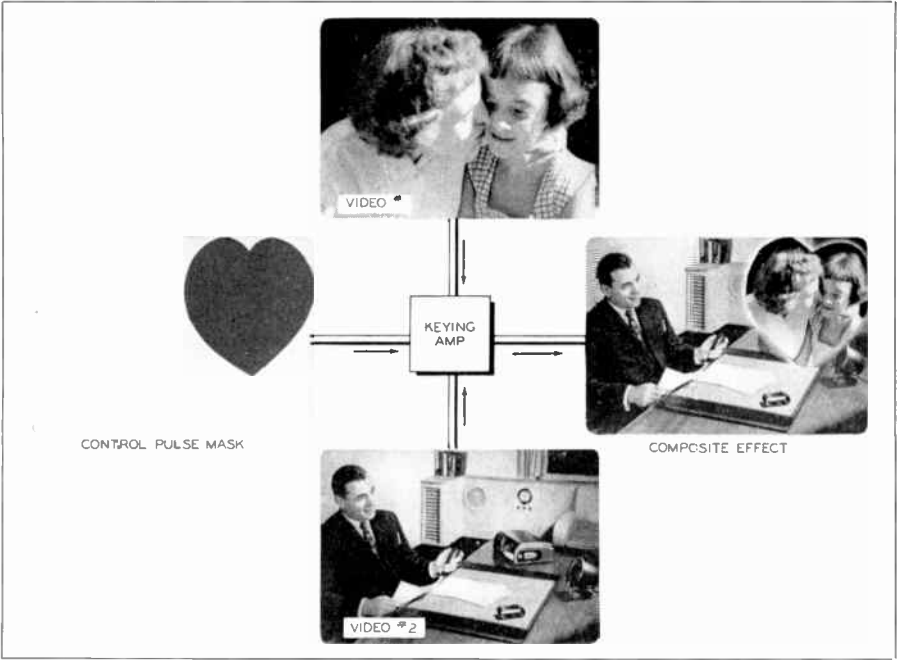 VIDEO #
KEYING
AMP
CONTROL PULSE MASK
COMPOSITE EFFECT
VIDEO #2